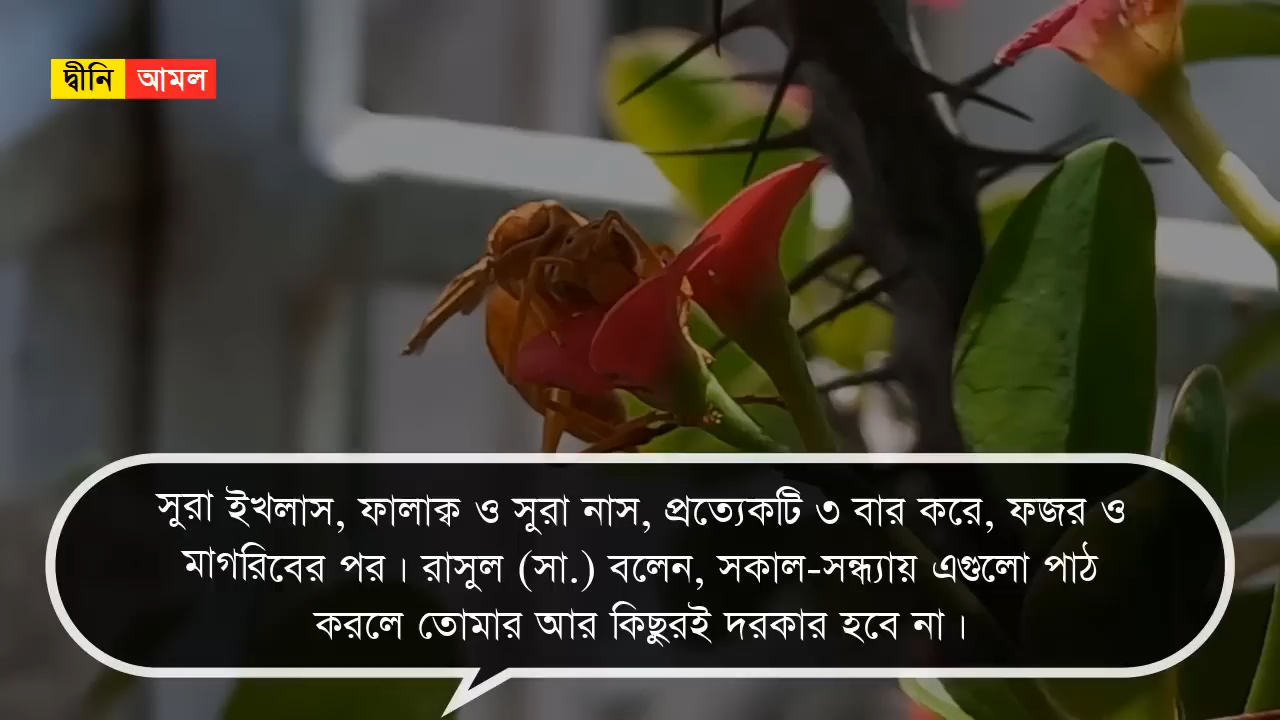 দ্বীনি আমল
সুরা ইখলাস, ফালাক্ব ও সুরা নাস, প্রত্যেকটি ৩ বার করে, ফজর ও
মাগরিবের পর। রাসুল (সা.) বলেন, সকাল-সন্ধ্যায় এগুলো পাঠ
করলে তোমার আর কিছুরই দরকার হবে না।